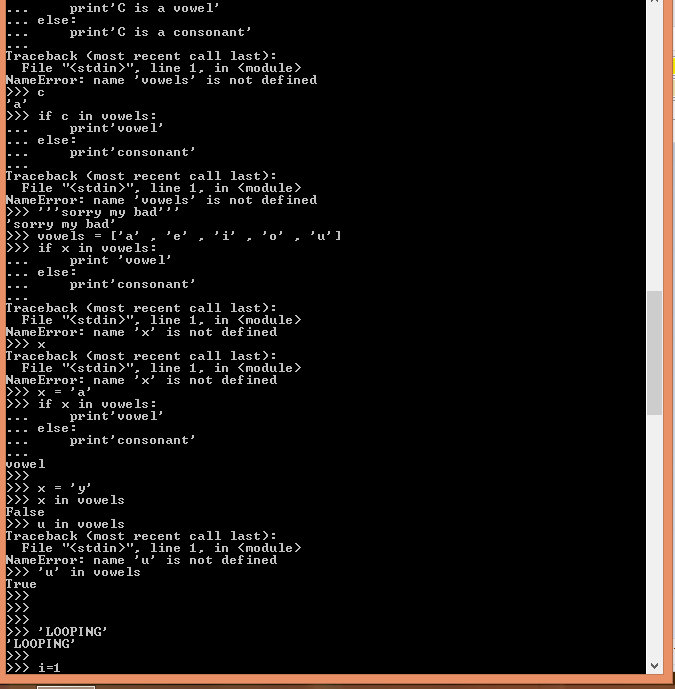 ...     print'C is a vowel'
... else:
...     print'C is a consonant'
...
Traceback (most recent call last):
  File "<stdin>", line 1, in <module>
NameError: name 'vowels' is not defined
>>> c
'a'
>>> if c in vowels:
...     print'vowel'
... else:
...     print'consonant'
...
Traceback (most recent call last):
  File "<stdin>", line 1, in <module>
NameError: name 'vowels' is not defined
>>> '''sorry my bad'''
'sorry my bad'
>>> vowels = ['a' , 'e' , 'i' , 'o' , 'u']
>>> if x in vowels:
...     print 'vowel'
... else:
...     print'consonant'
...
Traceback (most recent call last):
  File "<stdin>", line 1, in <module>
NameError: name 'x' is not defined
>>> x
Traceback (most recent call last):
  File "<stdin>", line 1, in <module>
NameError: name 'x' is not defined
>>> x = 'a'
>>> if x in vowels:
...     print'vowel'
... else:
...     print'consonant'
...
vowel
>>>
>>> x = 'y'
>>> x in vowels
False
>>> u in vowels
Traceback (most recent call last):
  File "<stdin>", line 1, in <module>
NameError: name 'u' is not defined
>>> 'u' in vowels
True
>>>
>>>
>>>
>>> 'LOOPING'
'LOOPING'
>>>
>>> i=1